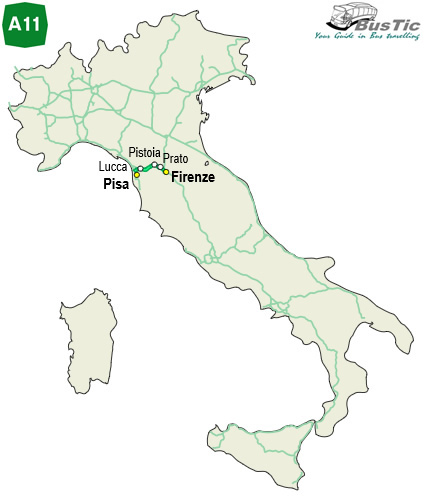 A11
BusTic
Your Guide in Bus travelling
Pistoia
Prato
Lucca
Firenze
Pisa